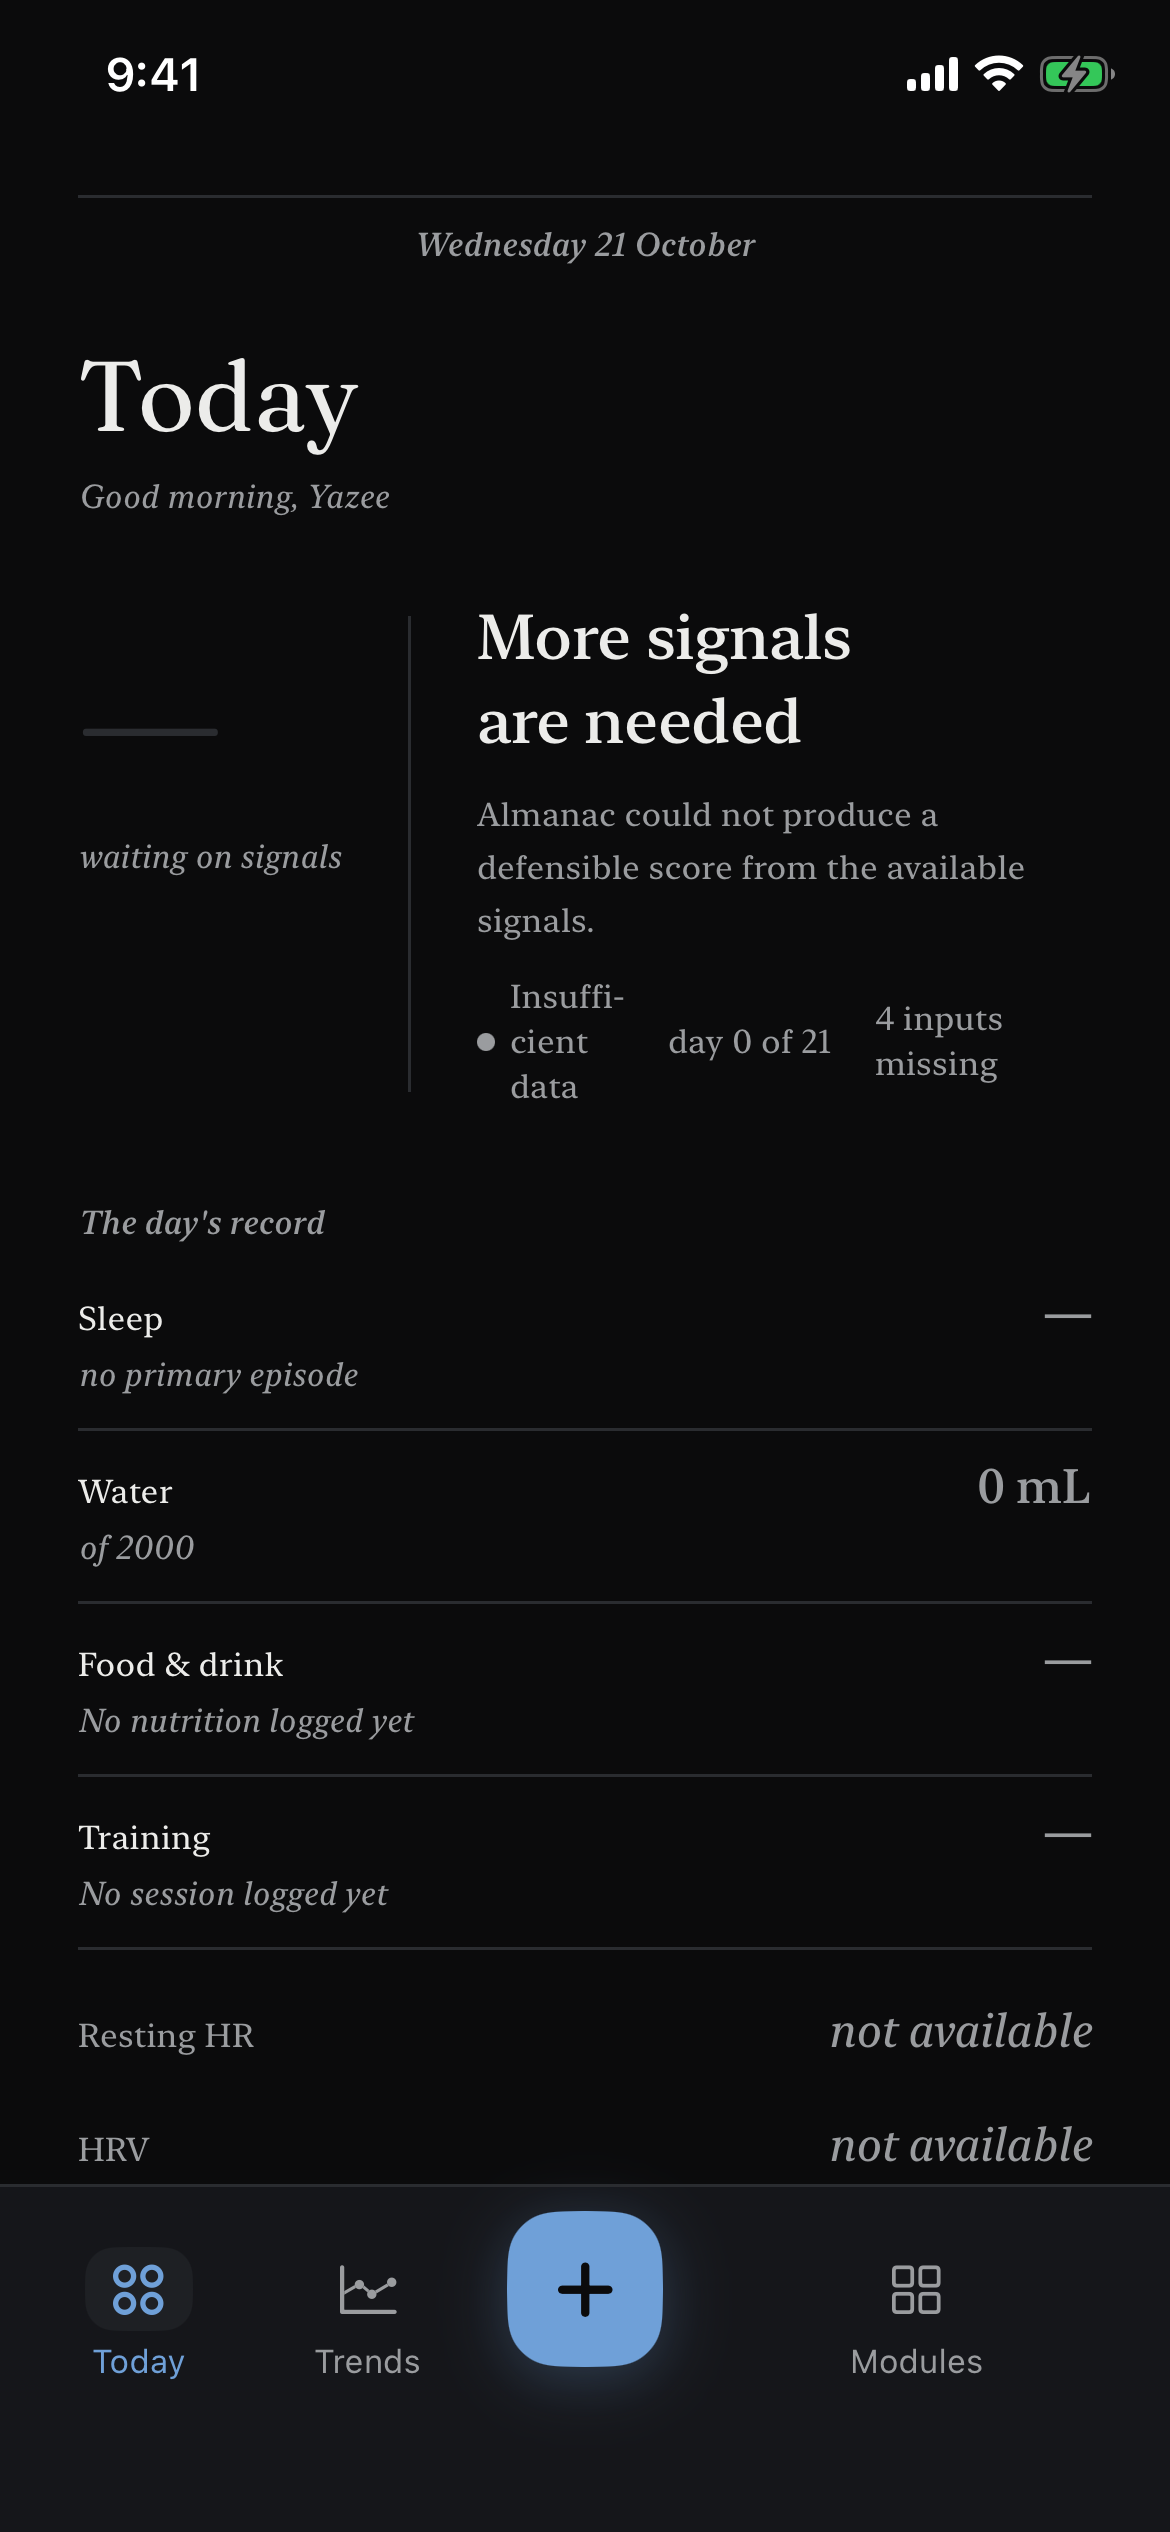 9:41
Wednesday 21 October
Today
Good morning, Yazee
More signals
are needed
waiting on signals
Almanac could not produce a
defensible score from the available
signals.
Insuffi-
cient
data
day 0 of 21
4 inputs
missing
The day's record
Sleep —
no primary episode
Water 0 mL
of 2000
Food & drink —
No nutrition logged yet
Training —
No session logged yet
Resting HR not available
HRV not available
Today Trends Modules